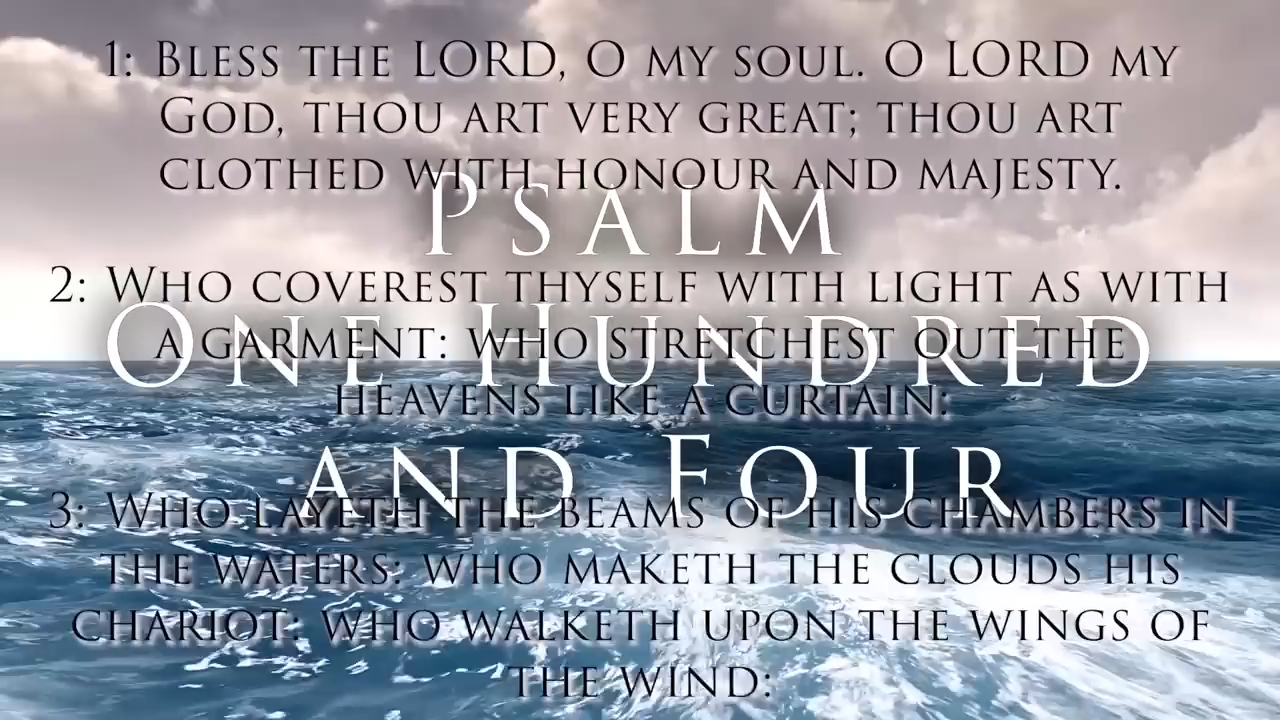 1: Bless the LORD, O my soul. O LORD my
God, thou art very great; thou art
clothed with honour and majesty.
Psalm
2: Who coverest thyself with light as with
One Hundred
a garment: who stretchest out the
heavens like a curtain:
and Four
3: Who layeth the beams of his chambers in
the waters: who maketh the clouds his
chariot: who walketh upon the wings of
the wind: